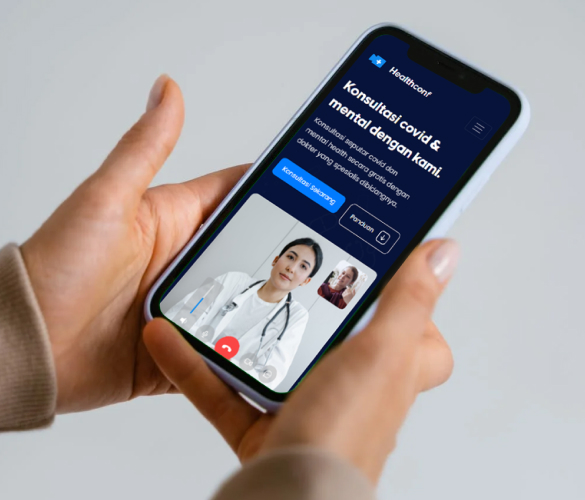 Healthconf
Konsultasi covid &
mental dengan kami.
Konsultasi seputar covid dan
mental health secara gratis dengan
dokter yang spesialis dibidangnya.
Konsultasi Sekarang
Panduan